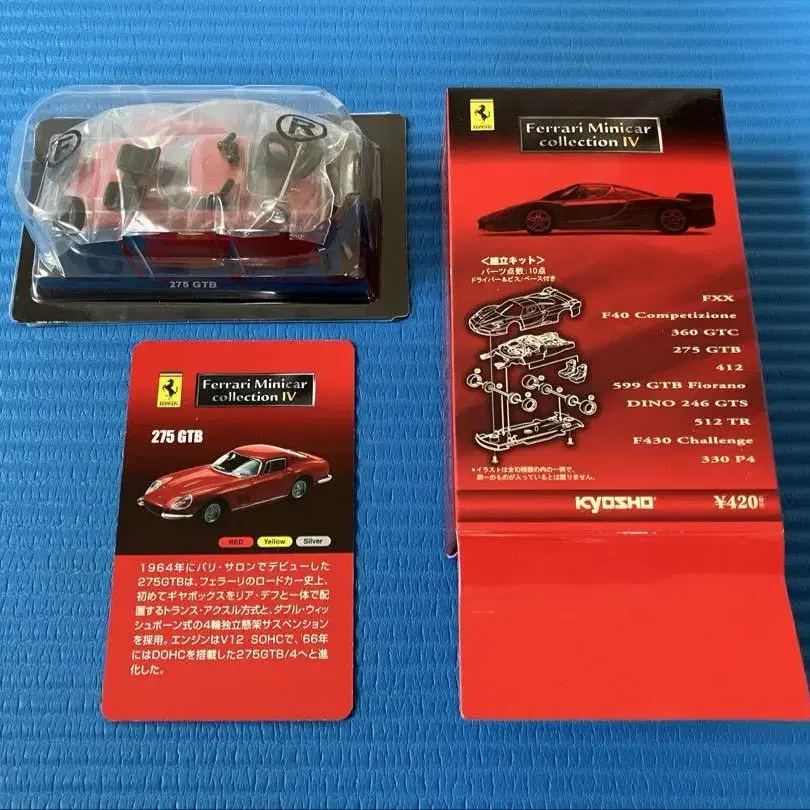 F
R
275 GTB
Ferrari
Ferrari Minicar
collection IV
275 GTB
RED Yellow Silver
1964年にパリ・サロンでデビューした
275GTBは、フェラーリのロードカー史上、
初めてギヤボックスをリア・デフと一体で配
置するトランス・アクスル方式と、ダブル・ウィッ
シュボーン式の4輪独立懸架サスペンション
を採用。エンジンはV12 SOHCで、'66年
にはDOHCを搭載した275GTB/4へと進
化した。
Ferrari
Ferrari Minicar
collection IV
<組立キット>
パーツ点数:10点
ドライバー&ビス/ベース付き
FXX
F40 Competizione
360 GTC
275 GTB
412
599 GTB Fiorano
DINO 246 GTS
512 TR
F430 Challenge
330 P4
*イラストは全10種類の内の一例で、
同一のものが入っているとは限りません。
KYOSHO
¥420